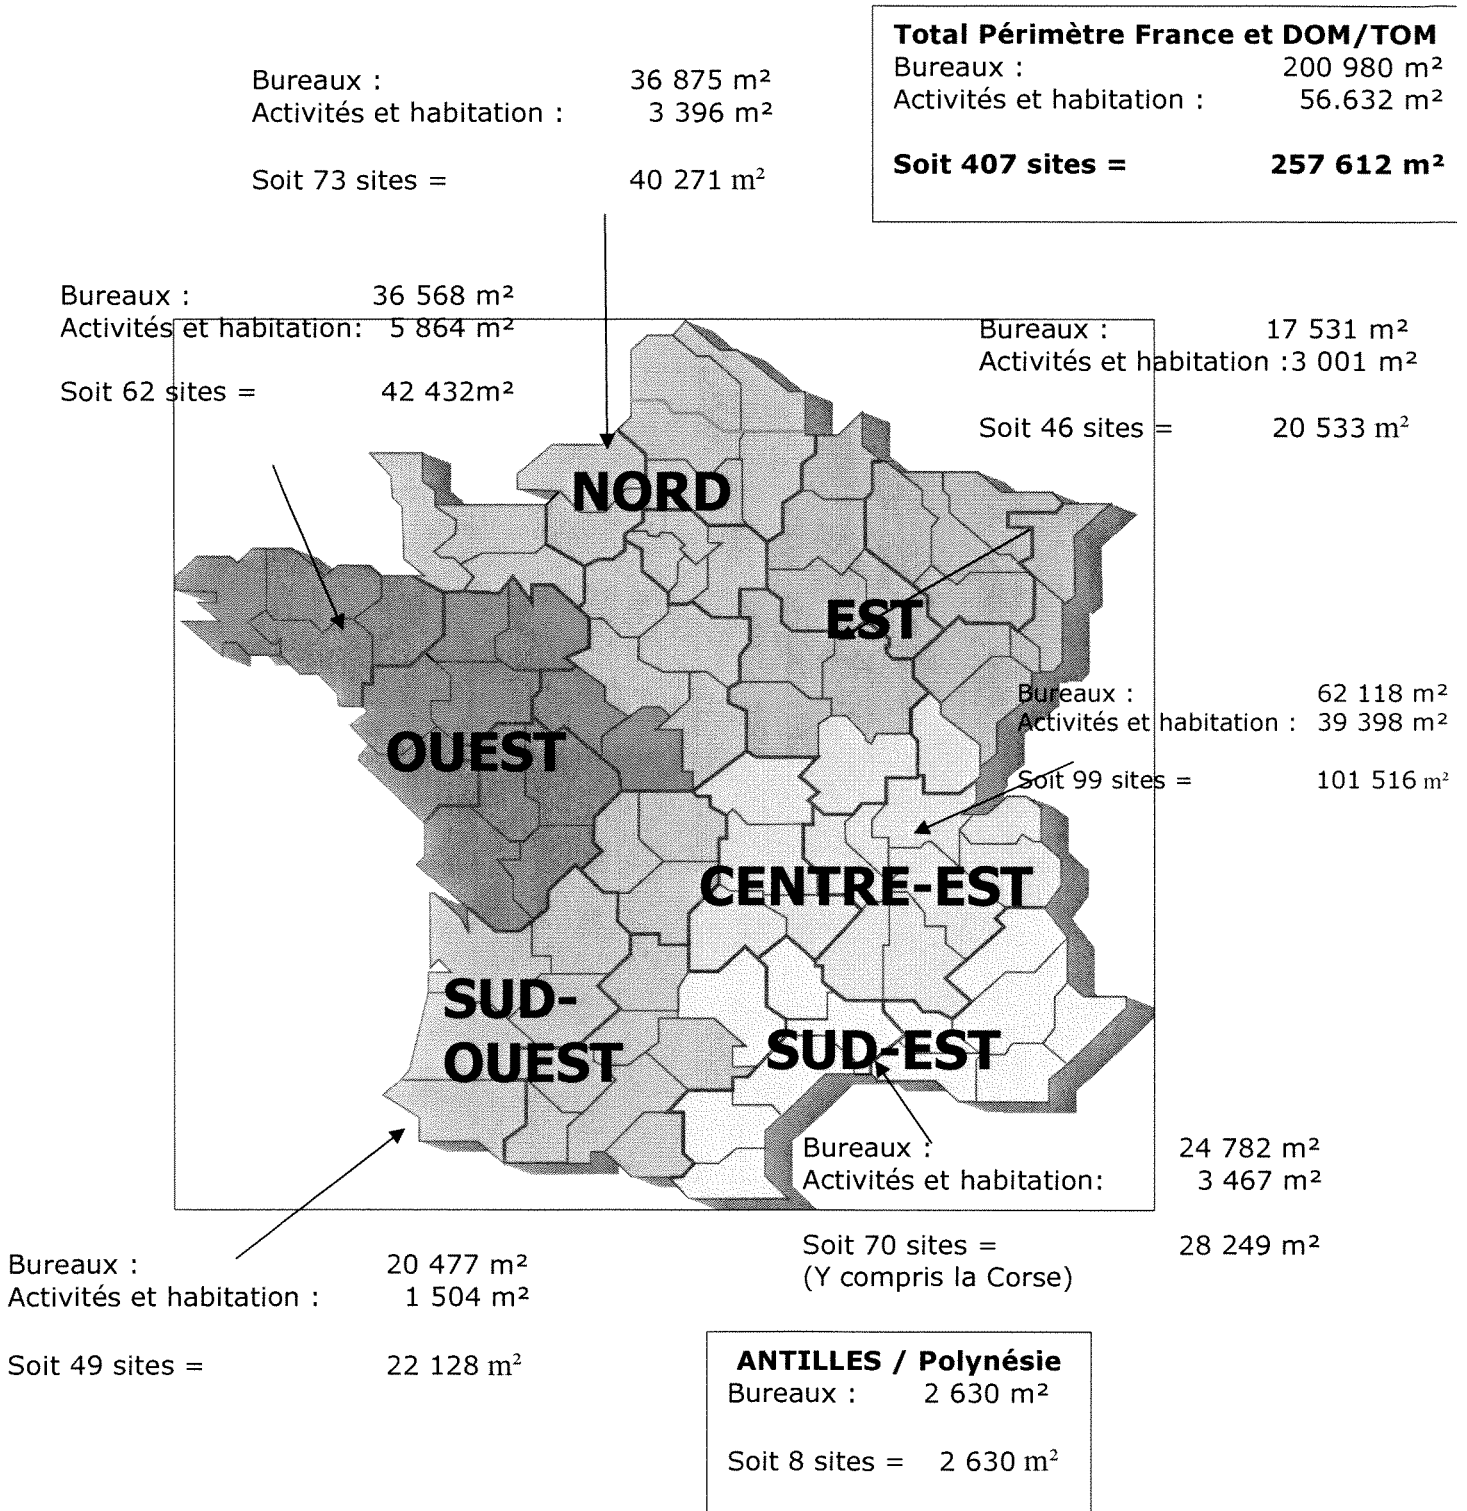 Total Périmètre France et DOM/TOM
Bureaux : 200 980 m²
Activités et habitation : 56.632 m²
Soit 407 sites = 257 612 m²
Bureaux : 36 875 m²
Activités et habitation : 3 396 m²
Soit 73 sites = 40 271 m²
Bureaux : 36 568 m²
Activités et habitation: 5 864 m²
Soit 62 sites = 42 432m²
Bureaux : 17 531 m²
Activités et habitation :3 001 m²
Soit 46 sites = 20 533 m²
NORD
EST
Bureaux : 62 118 m²
Activités et habitation : 39 398 m²
Soit 99 sites = 101 516 m²
OUEST
CENTRE-EST
SUD-
OUEST
SUD-EST
Bureaux : 24 782 m²
Activités et habitation: 3 467 m²
Soit 70 sites = 28 249 m²
(Y compris la Corse)
Bureaux : 20 477 m²
Activités et habitation : 1 504 m²
Soit 49 sites = 22 128 m²
ANTILLES / Polynésie
Bureaux : 2 630 m²
Soit 8 sites = 2 630 m²